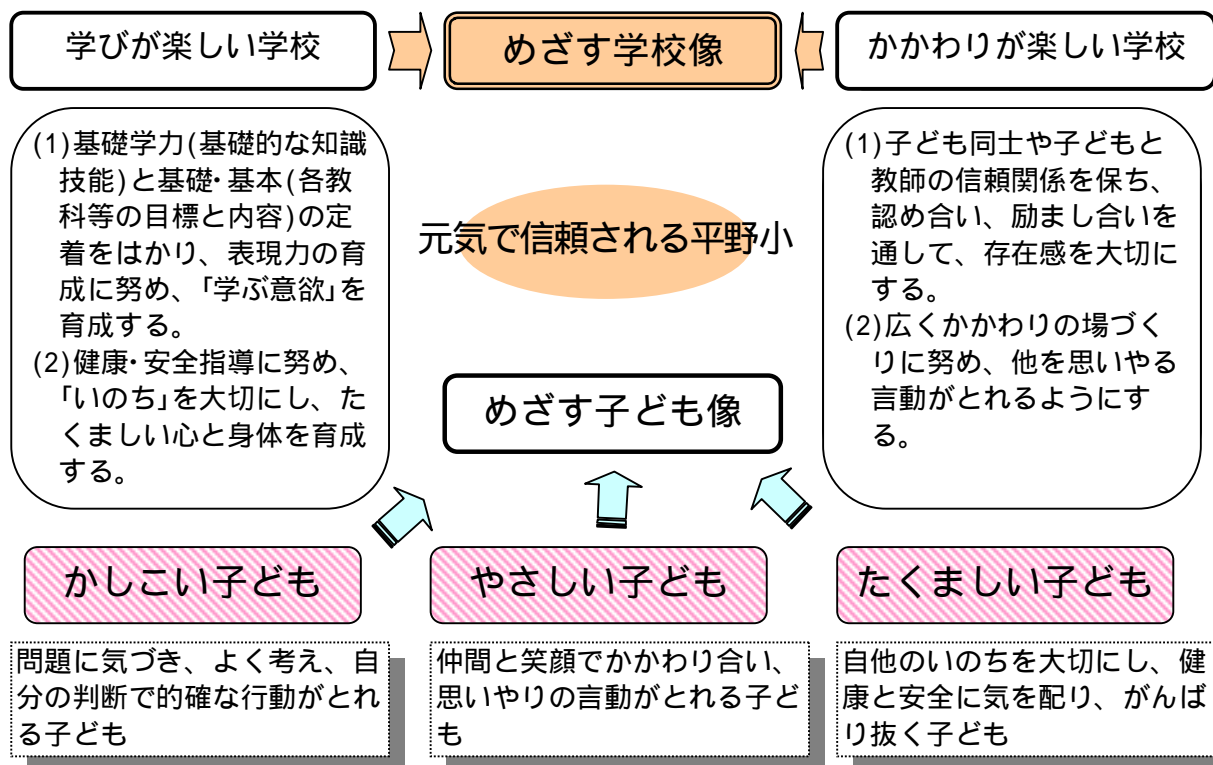 学びが楽しい学校
めざす学校像
かかわりが楽しい学校
(1)基礎学力(基礎的な知識
技能)と基礎・基本(各教
科等の目標と内容)の定
着をはかり、表現力の育
成に努め、「学ぶ意欲」を
育成する。
(2)健康・安全指導に努め、
「いのち」を大切にし、た
くましい心と身体を育成
する。
元気で信頼される平野小
(1)子ども同士や子どもと
教師の信頼関係を保ち、
認め合い、励まし合いを
通して、存在感を大切に
する。
(2)広くかかわりの場づく
りに努め、他を思いやる
言動がとれるようにす
る。
めざす子ども像
かしこい子ども
やさしい子ども
たくましい子ども
問題に気づき、よく考え、自
分の判断で的確な行動がとれ
る子ども
仲間と笑顔でかかわり合い、
思いやりの言動がとれる子ど
も
自他のいのちを大切にし、健
康と安全に気を配り、がんば
り抜く子ども